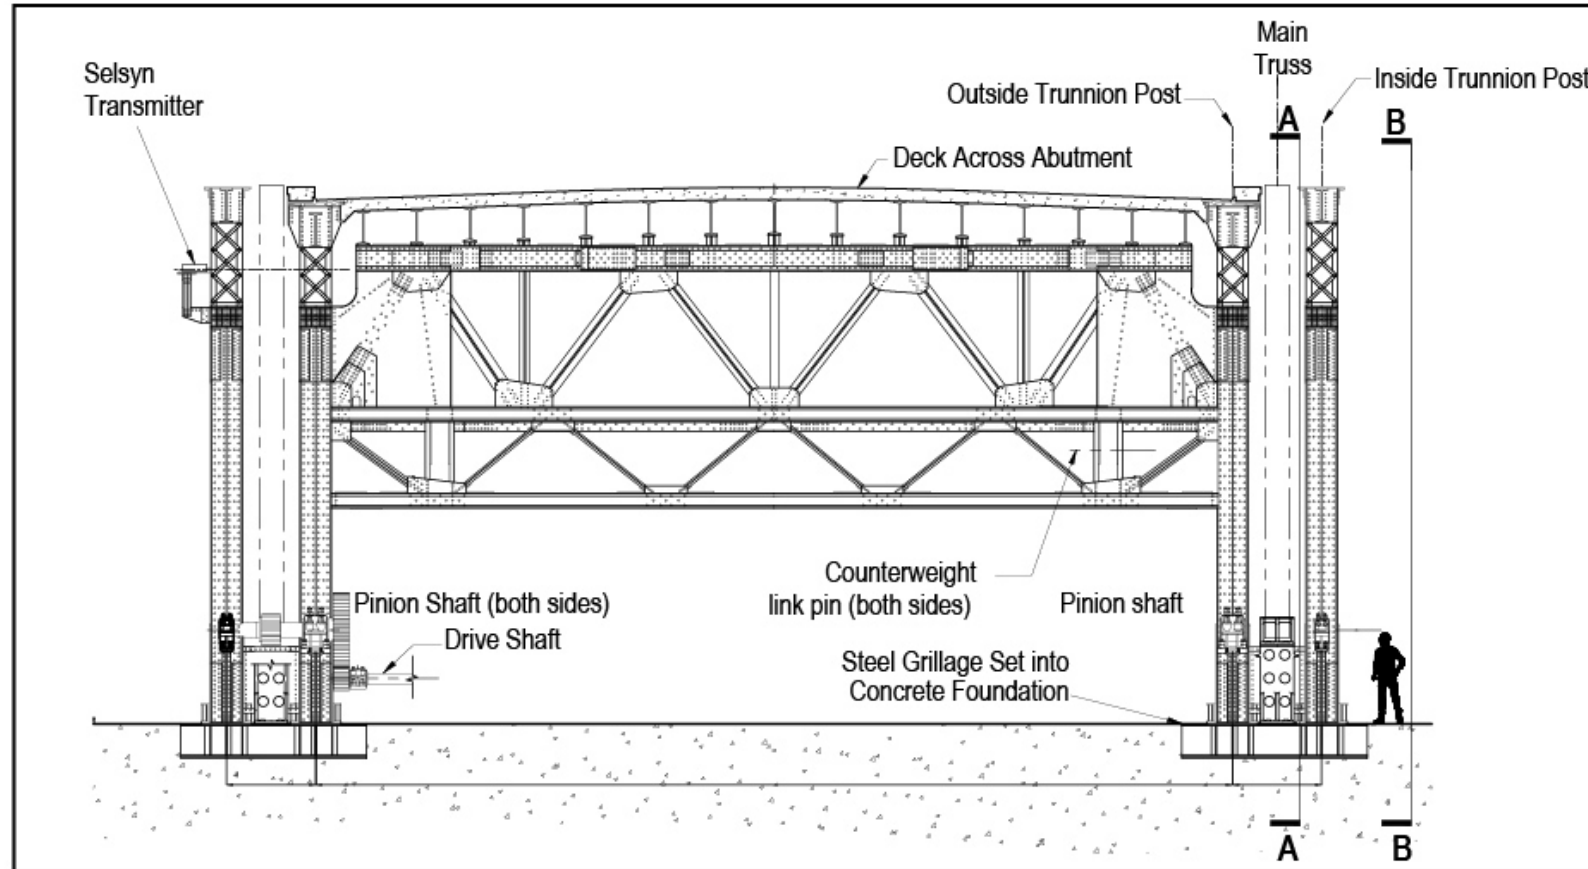 Main
Truss
Selsyn
Transmitter
Outside Trunnion Post
Inside Trunnion Post
A
B
Deck Across Abutment
Counterweight
link pin (both sides)
Pinion Shaft (both sides)
Pinion shaft
Drive Shaft
Steel Grillage Set into
Concrete Foundation
A
B